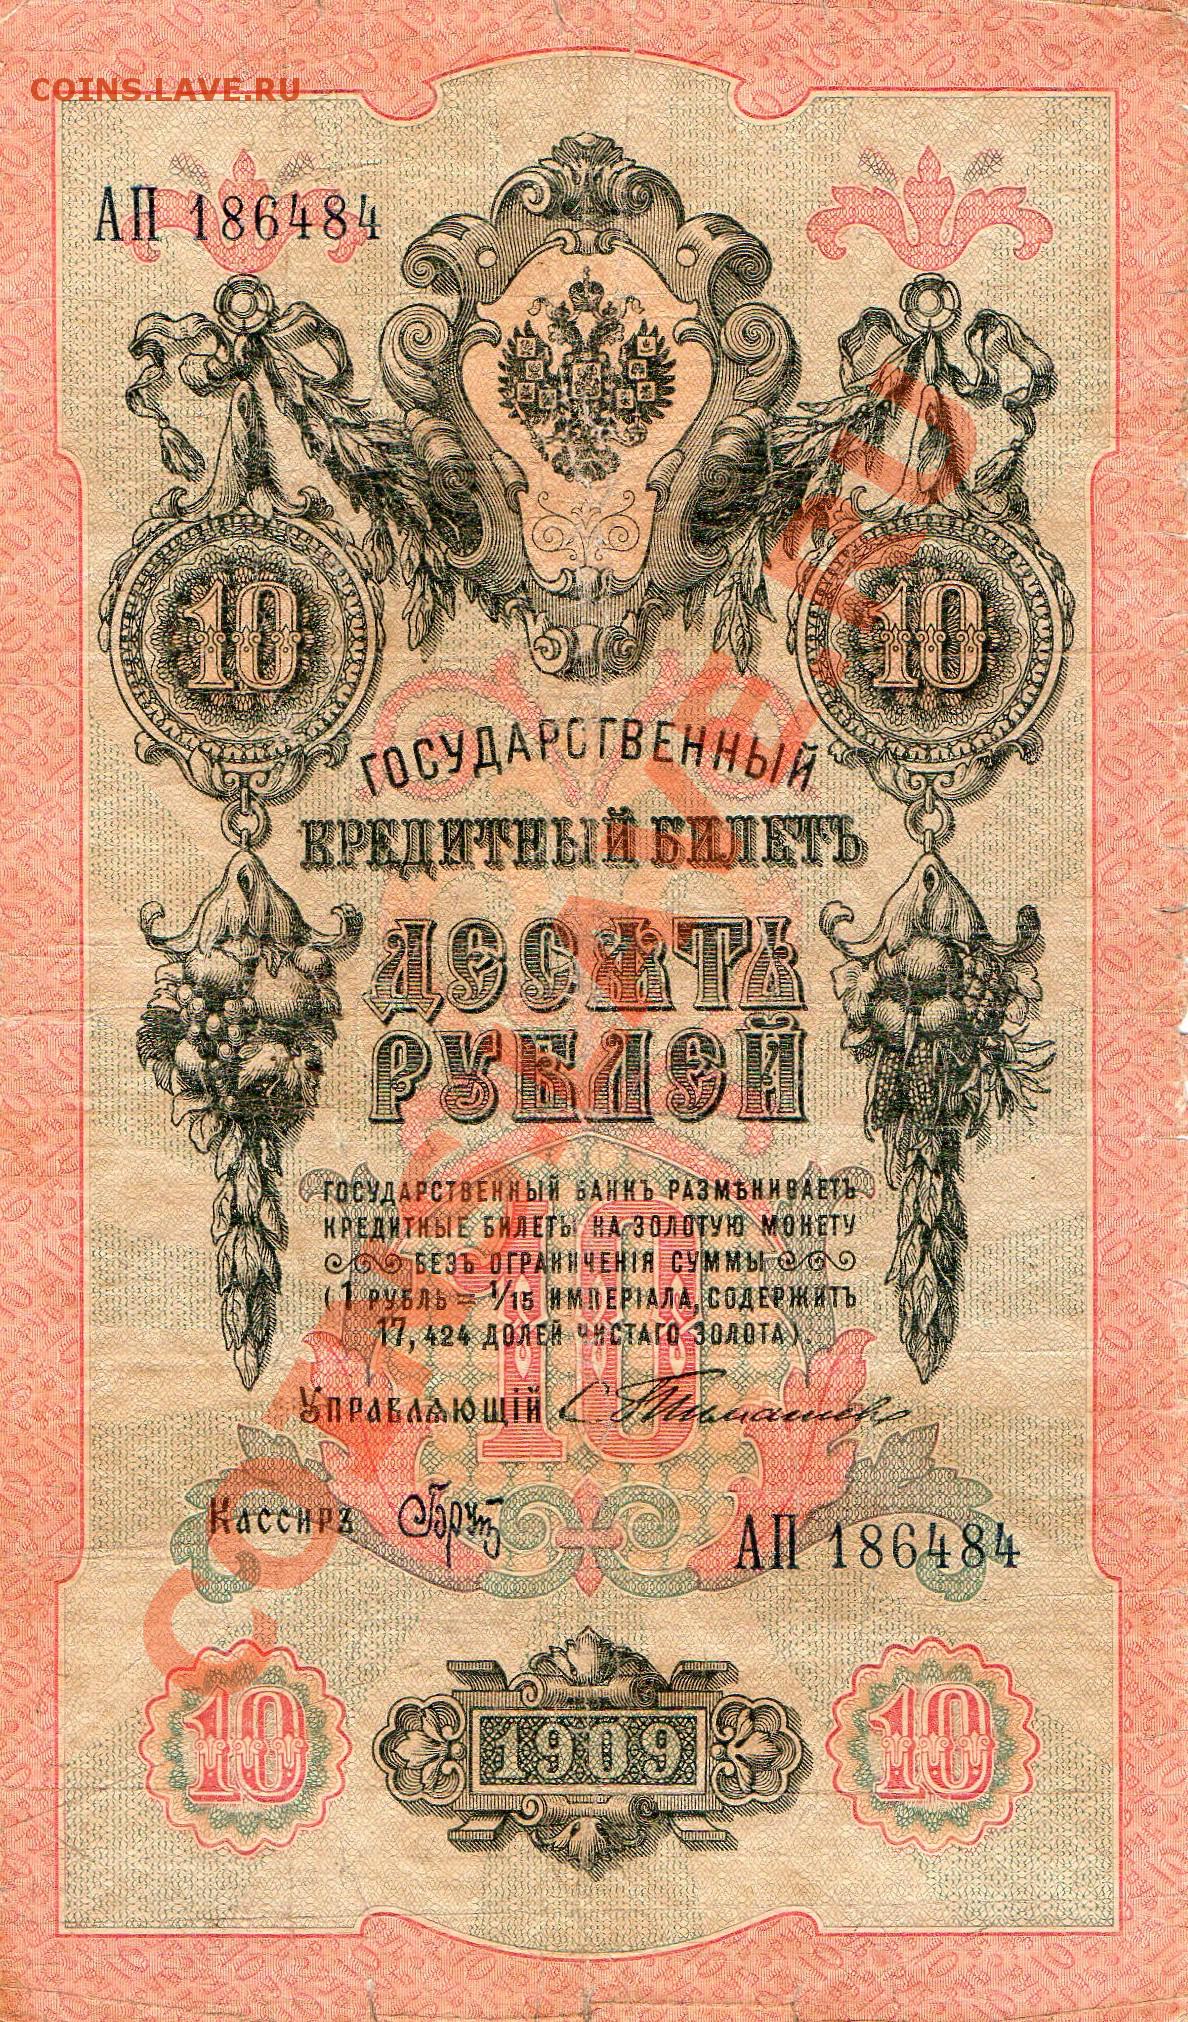 COINS.LAVE.RU
АП 186484
10 10
ГОСУДАРСТВЕННЫЙ
КРЕДИТНЫЙ БИЛЕТЪ
ДЕСЯТЬ
РУБЛЕЙ
ГОСУДАРСТВЕННЫЙ БАНКЪ РАЗМѢНИВАЕТЪ
КРЕДИТНЫЕ БИЛЕТЫ НА ЗОЛОТУЮ МОНЕТУ
БЕЗЪ ОГРАНИЧЕНІЯ СУММЫ
(1 РУБЛЬ = 1/15 ИМПЕРІАЛА, СОДЕРЖИТЪ
17,424 ДОЛЕЙ ЧИСТАГО ЗОЛОТА).
10
УПРАВЛЯЮЩІЙ С. Тимашевъ
Кассиръ
АП 186484
10 1909 10